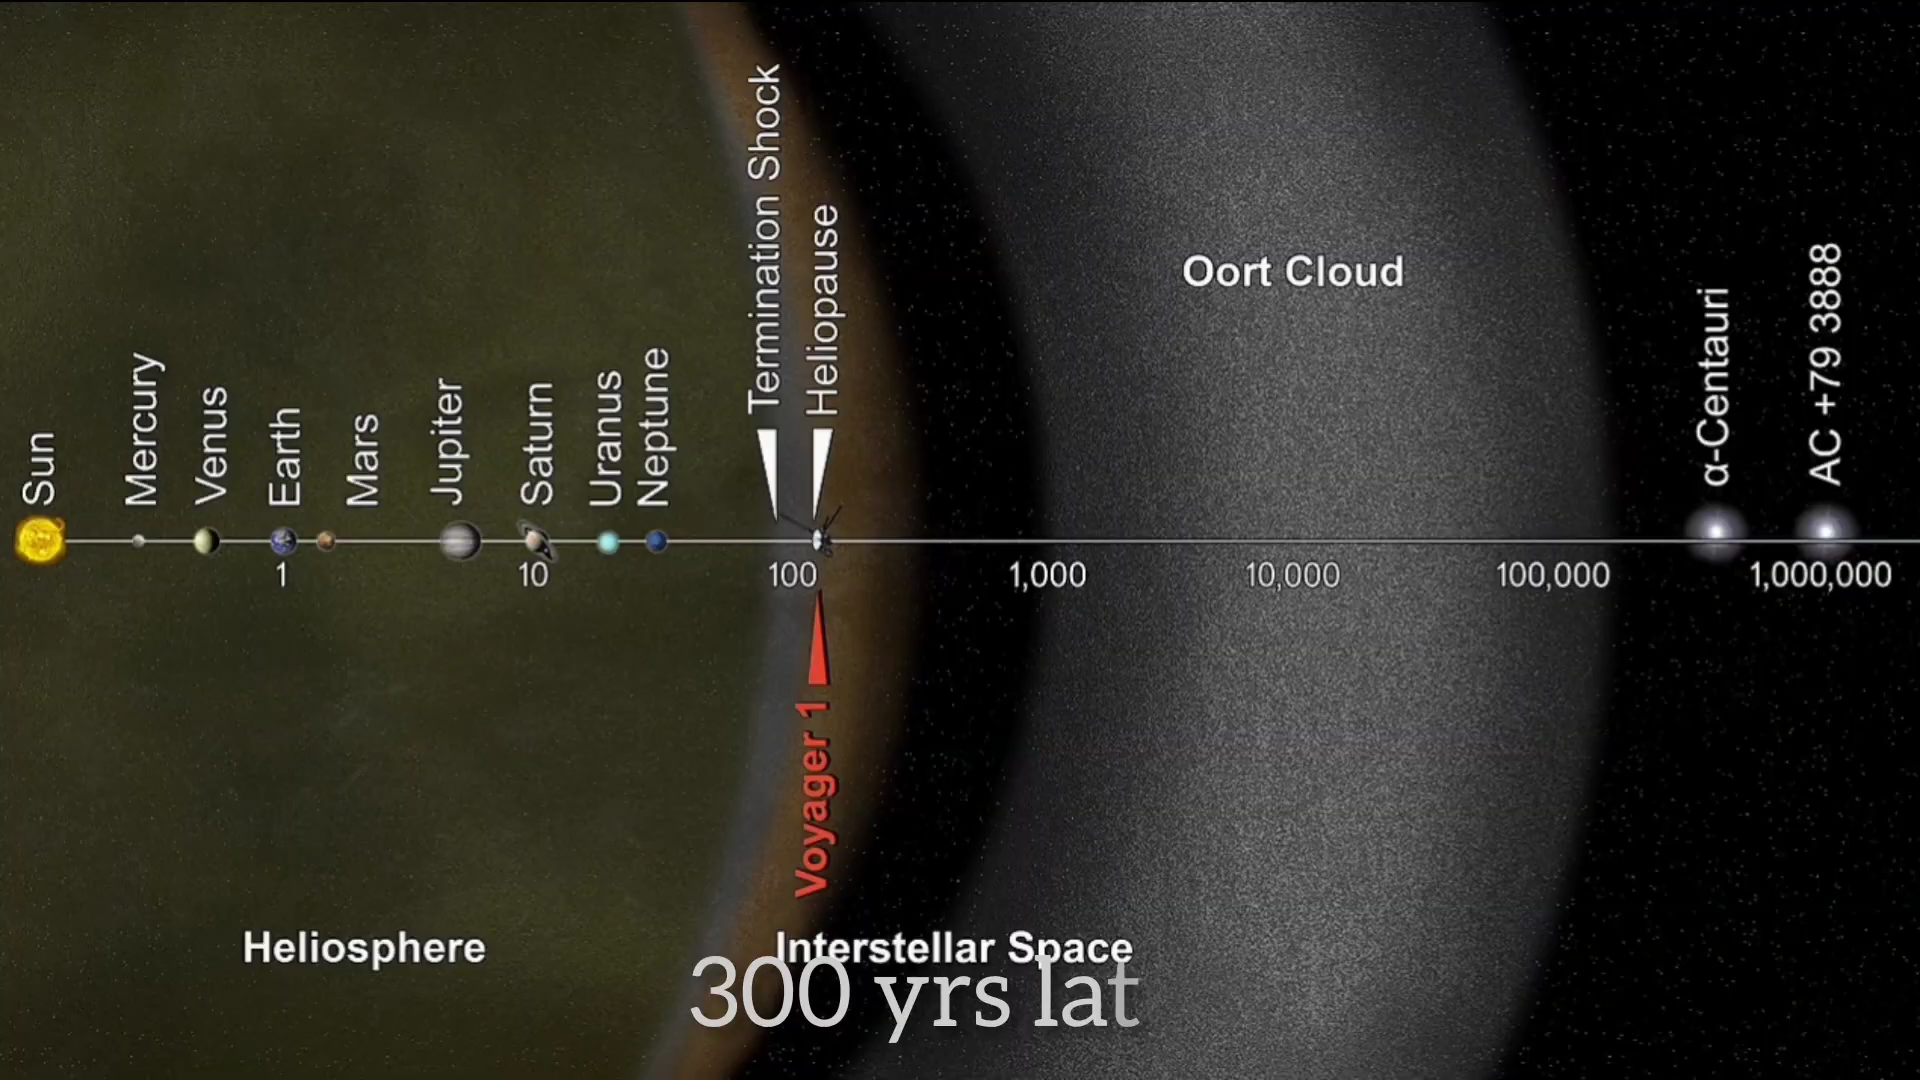 Sun
Mercury
Venus
Earth
Mars
Jupiter
Saturn
Uranus
Neptune
Termination Shock
Heliopause
Oort Cloud
α-Centauri
AC +79 3888
1
10
100
1,000
10,000
100,000
1,000,000
Voyager 1
Heliosphere
Interstellar Space
300 yrs lat